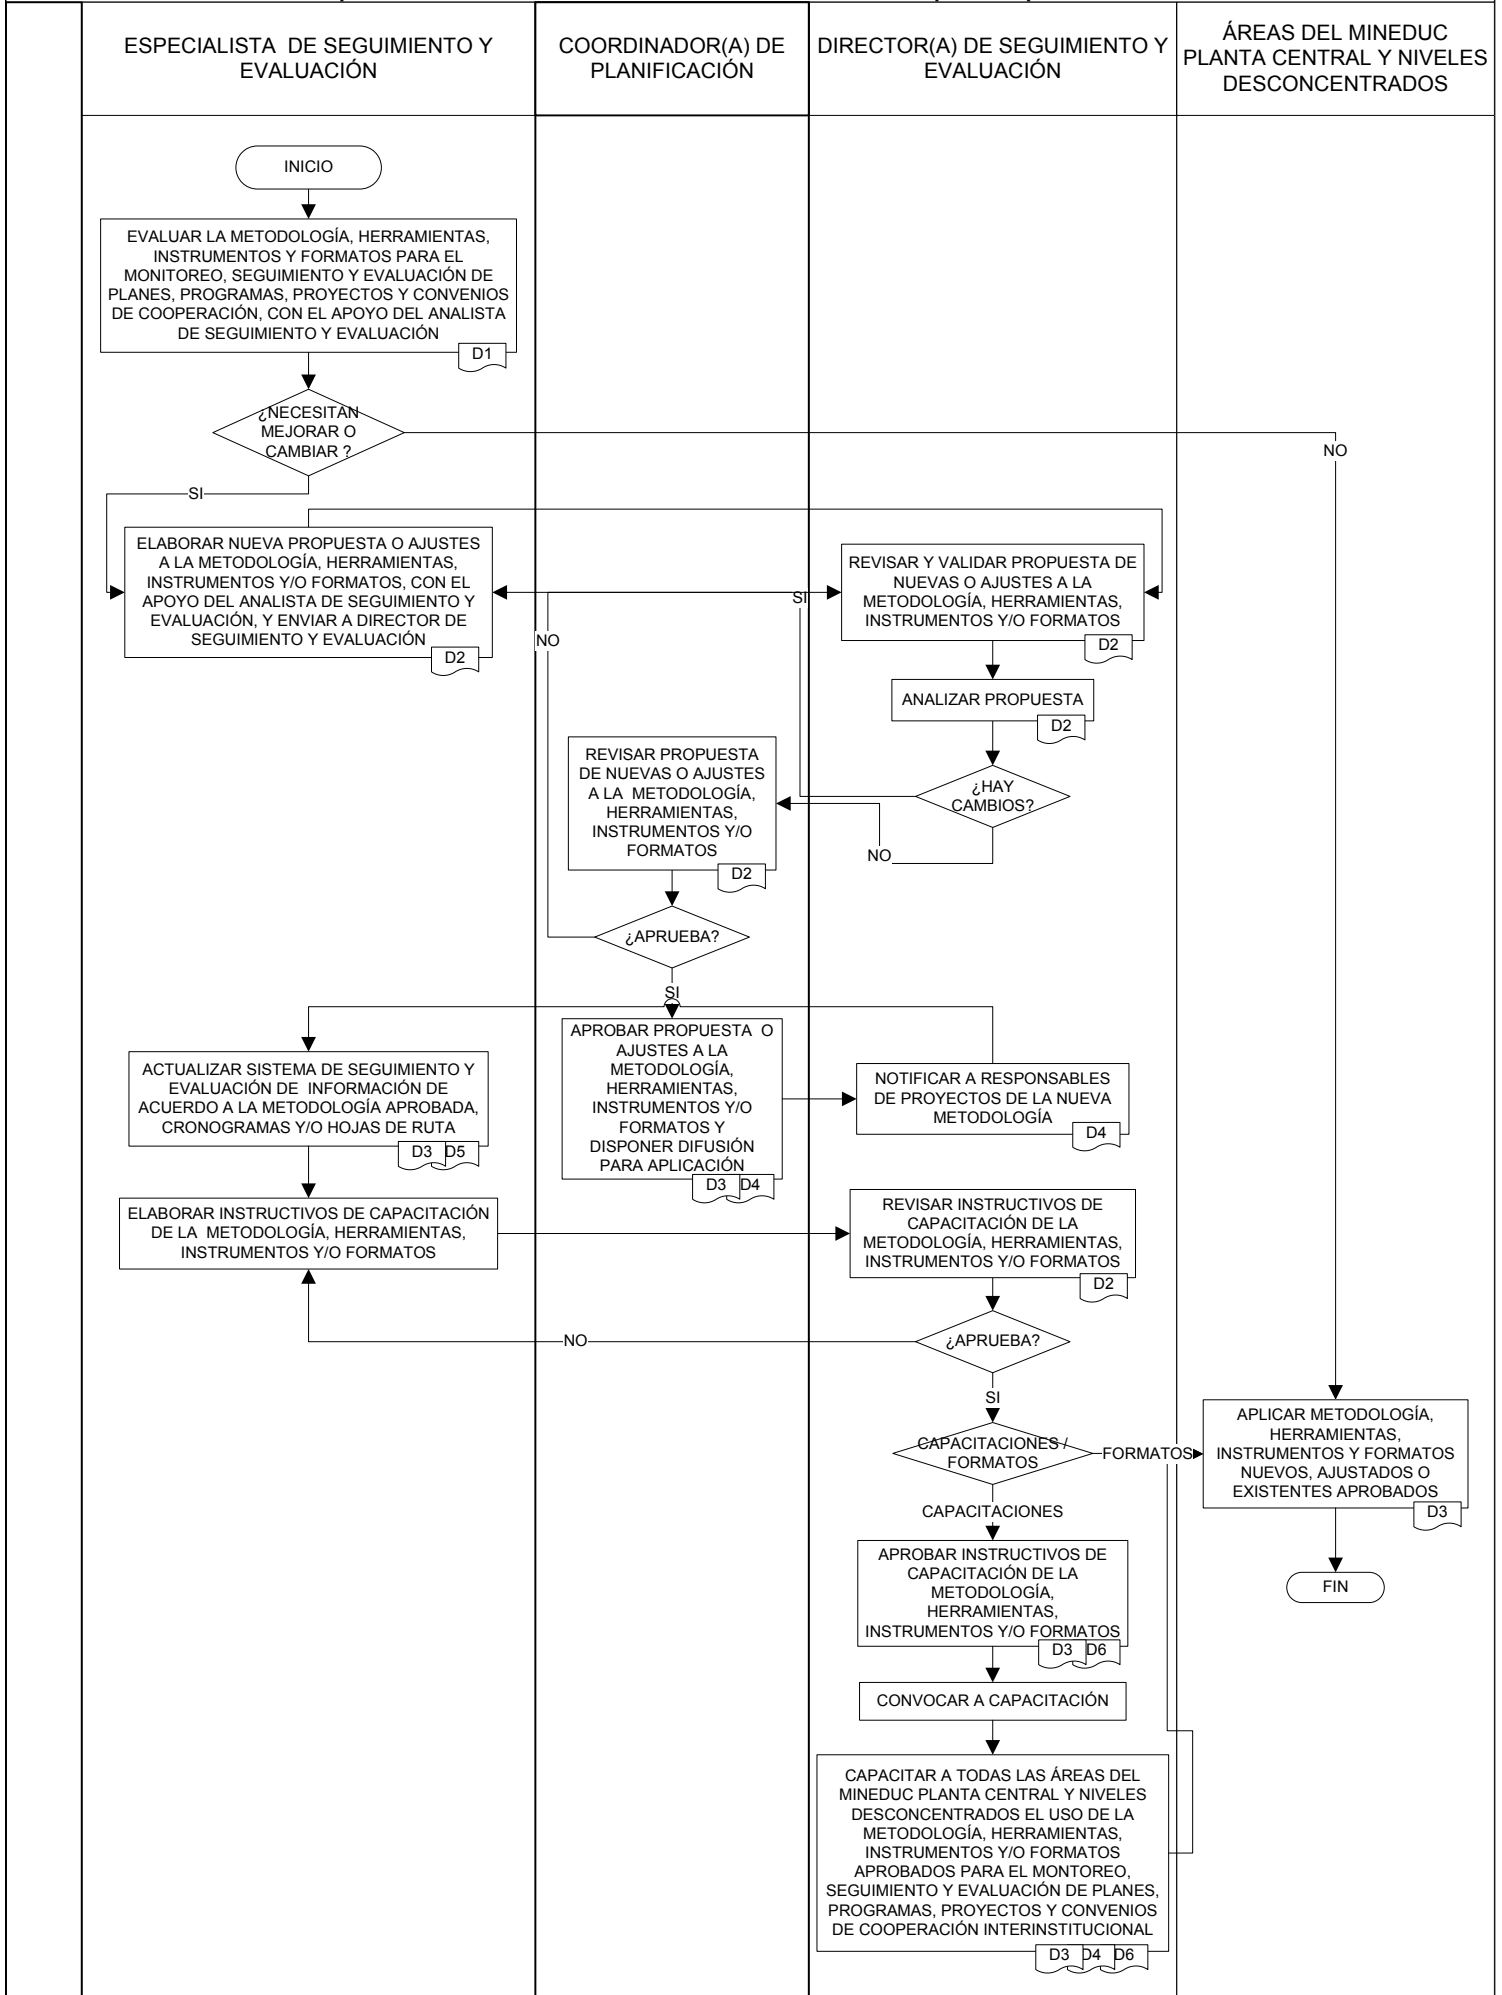 ESPECIALISTA DE SEGUIMIENTO Y
EVALUACIÓN
COORDINADOR(A) DE
PLANIFICACIÓN
DIRECTOR(A) DE SEGUIMIENTO Y
EVALUACIÓN
ÁREAS DEL MINEDUC
PLANTA CENTRAL Y NIVELES
DESCONCENTRADOS
INICIO
EVALUAR LA METODOLOGÍA, HERRAMIENTAS,
INSTRUMENTOS Y FORMATOS PARA EL
MONITOREO, SEGUIMIENTO Y EVALUACIÓN DE
PLANES, PROGRAMAS, PROYECTOS Y CONVENIOS
DE COOPERACIÓN, CON EL APOYO DEL ANALISTA
DE SEGUIMIENTO Y EVALUACIÓN
D1
¿NECESITAN
MEJORAR O
CAMBIAR ?
NO
SI
ELABORAR NUEVA PROPUESTA O AJUSTES
A LA METODOLOGÍA, HERRAMIENTAS,
INSTRUMENTOS Y/O FORMATOS, CON EL
APOYO DEL ANALISTA DE SEGUIMIENTO Y
EVALUACIÓN, Y ENVIAR A DIRECTOR DE
SEGUIMIENTO Y EVALUACIÓN
D2
NO
SI
REVISAR Y VALIDAR PROPUESTA DE
NUEVAS O AJUSTES A LA
METODOLOGÍA, HERRAMIENTAS,
INSTRUMENTOS Y/O FORMATOS
D2
ANALIZAR PROPUESTA
D2
¿HAY
CAMBIOS?
NO
REVISAR PROPUESTA
DE NUEVAS O AJUSTES
A LA METODOLOGÍA,
HERRAMIENTAS,
INSTRUMENTOS Y/O
FORMATOS
D2
¿APRUEBA?
SI
APROBAR PROPUESTA O
AJUSTES A LA
METODOLOGÍA,
HERRAMIENTAS,
INSTRUMENTOS Y/O
FORMATOS Y
DISPONER DIFUSIÓN
PARA APLICACIÓN
D3 D4
NOTIFICAR A RESPONSABLES
DE PROYECTOS DE LA NUEVA
METODOLOGÍA
D4
ACTUALIZAR SISTEMA DE SEGUIMIENTO Y
EVALUACIÓN DE INFORMACIÓN DE
ACUERDO A LA METODOLOGÍA APROBADA,
CRONOGRAMAS Y/O HOJAS DE RUTA
D3 D5
ELABORAR INSTRUCTIVOS DE CAPACITACIÓN
DE LA METODOLOGÍA, HERRAMIENTAS,
INSTRUMENTOS Y/O FORMATOS
REVISAR INSTRUCTIVOS DE
CAPACITACIÓN DE LA
METODOLOGÍA, HERRAMIENTAS,
INSTRUMENTOS Y/O FORMATOS
D2
¿APRUEBA?
NO
SI
CAPACITACIONES /
FORMATOS
FORMATOS
CAPACITACIONES
APLICAR METODOLOGÍA,
HERRAMIENTAS,
INSTRUMENTOS Y FORMATOS
NUEVOS, AJUSTADOS O
EXISTENTES APROBADOS
D3
FIN
APROBAR INSTRUCTIVOS DE
CAPACITACIÓN DE LA
METODOLOGÍA,
HERRAMIENTAS,
INSTRUMENTOS Y/O FORMATOS
D3 D6
CONVOCAR A CAPACITACIÓN
CAPACITAR A TODAS LAS ÁREAS DEL
MINEDUC PLANTA CENTRAL Y NIVELES
DESCONCENTRADOS EL USO DE LA
METODOLOGÍA, HERRAMIENTAS,
INSTRUMENTOS Y/O FORMATOS
APROBADOS PARA EL MONTOREO,
SEGUIMIENTO Y EVALUACIÓN DE PLANES,
PROGRAMAS, PROYECTOS Y CONVENIOS
DE COOPERACIÓN INTERINSTITUCIONAL
D3 D4 D6